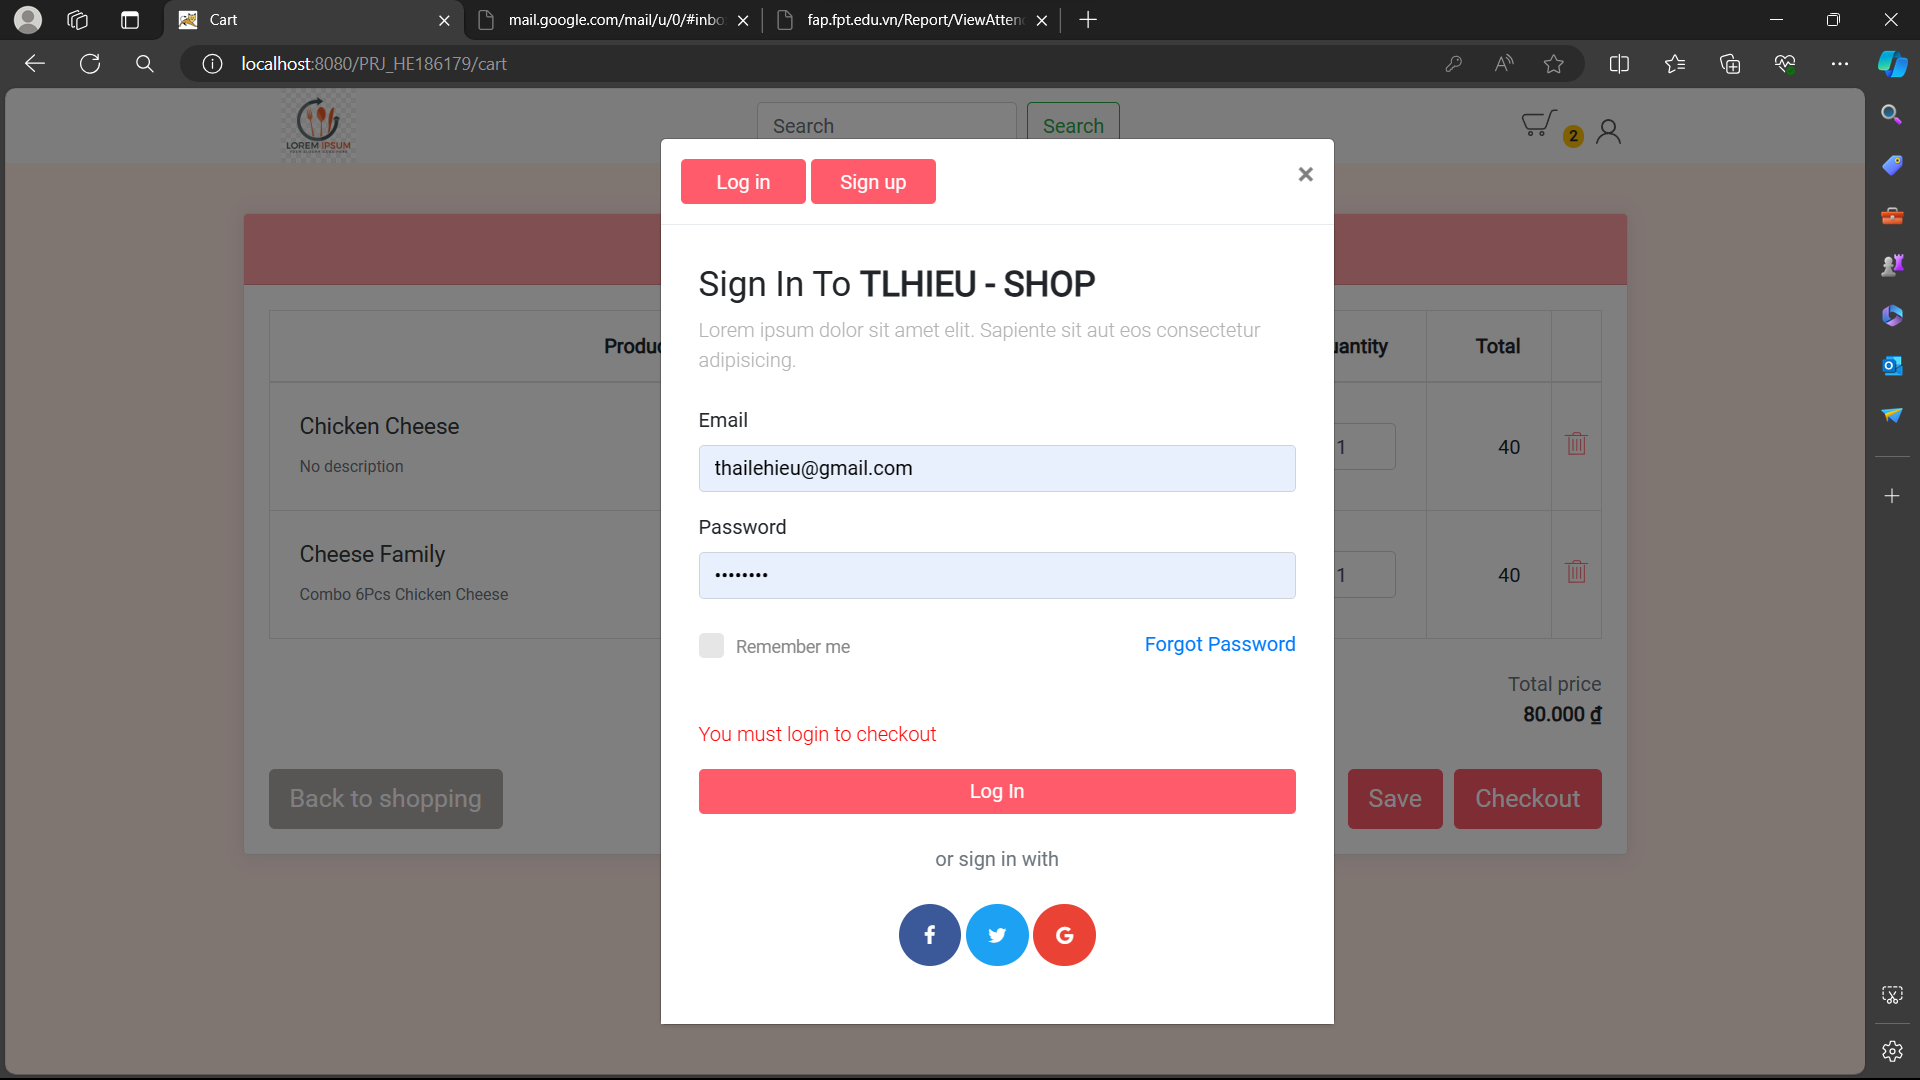 Cart
mail.google.com/mail/u/0/#inbo
fap.fpt.edu.vn/Report/ViewAtten
localhost:8080/PRJ_HE186179/cart
LOREM IPSUM
Search
Search
2
Log in
Sign up
×
Sign In To TLHIEU - SHOP
Lorem ipsum dolor sit amet elit. Sapiente sit aut eos consectetur
adipisicing.
Produc
uantity
Total
Email
thailehieu@gmail.com
Chicken Cheese
No description
1
40
Password
••••••••
Cheese Family
Combo 6Pcs Chicken Cheese
1
40
Remember me
Forgot Password
Total price
80.000 đ
You must login to checkout
Log In
Back to shopping
Save
Checkout
or sign in with